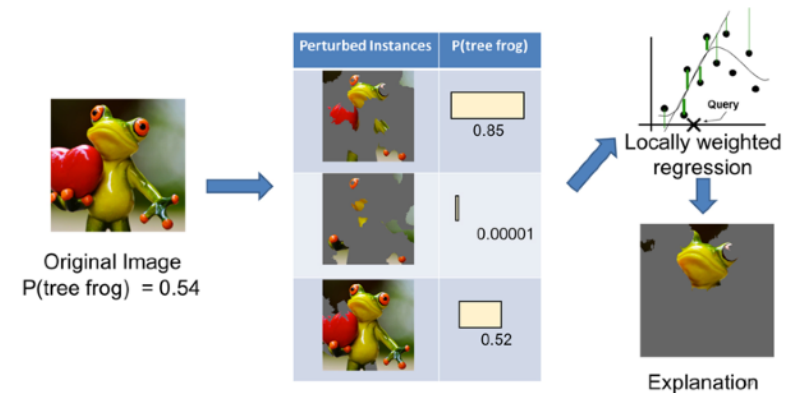 Original Image
P(tree frog) = 0.54
Perturbed Instances
P(tree frog)
0.85
0.00001
0.52
Query
Locally weighted
regression
Explanation